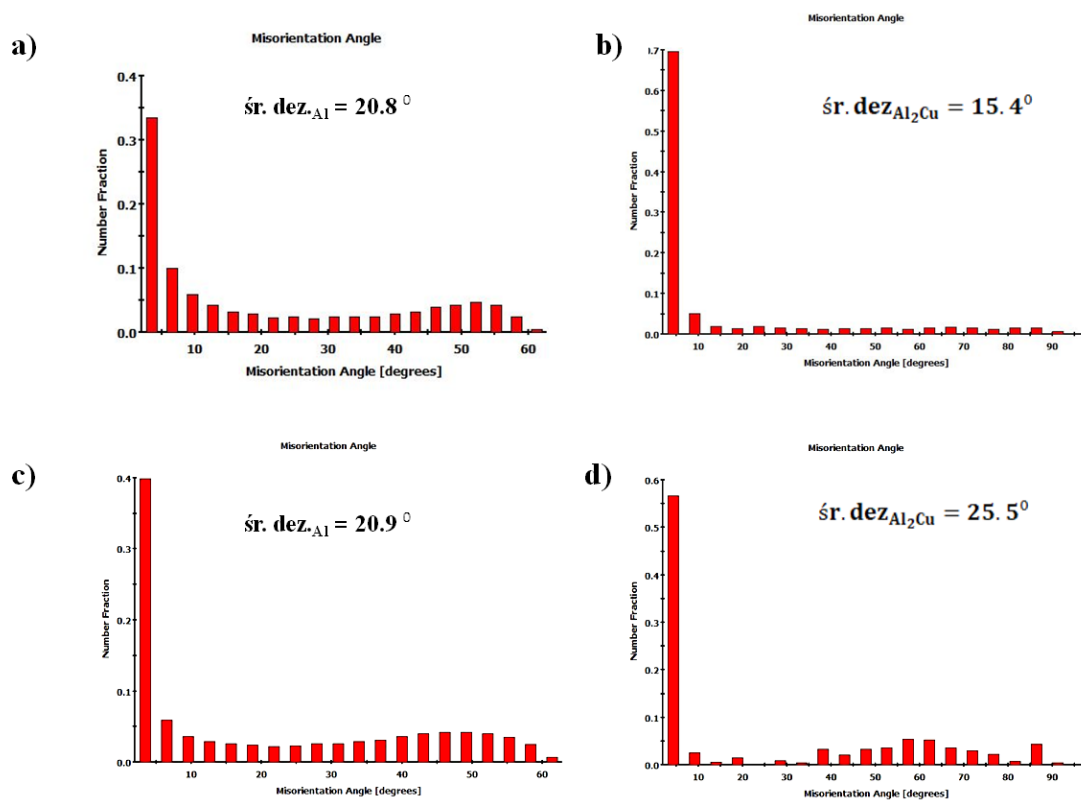 a)
Misorientation Angle
śr. dez.Al = 20.8 0
Number Fraction
0.4
0.3
0.2
0.1
0.0
10 20 30 40 50 60
Misorientation Angle [degrees]
b)
Misorientation Angle
śr. dezAl2Cu = 15. 40
Number Fraction
0.7
0.6
0.5
0.4
0.3
0.2
0.1
0.0
10 20 30 40 50 60 70 80 90
Misorientation Angle [degrees]
c)
Misorientation Angle
śr. dez.Al = 20.9 0
Number Fraction
0.4
0.3
0.2
0.1
0.0
10 20 30 40 50 60
Misorientation Angle [degrees]
d)
Misorientation Angle
śr. dezAl2Cu = 25. 50
Number Fraction
0.6
0.5
0.4
0.3
0.2
0.1
0.0
10 20 30 40 50 60 70 80 90
Misorientation Angle [degrees]